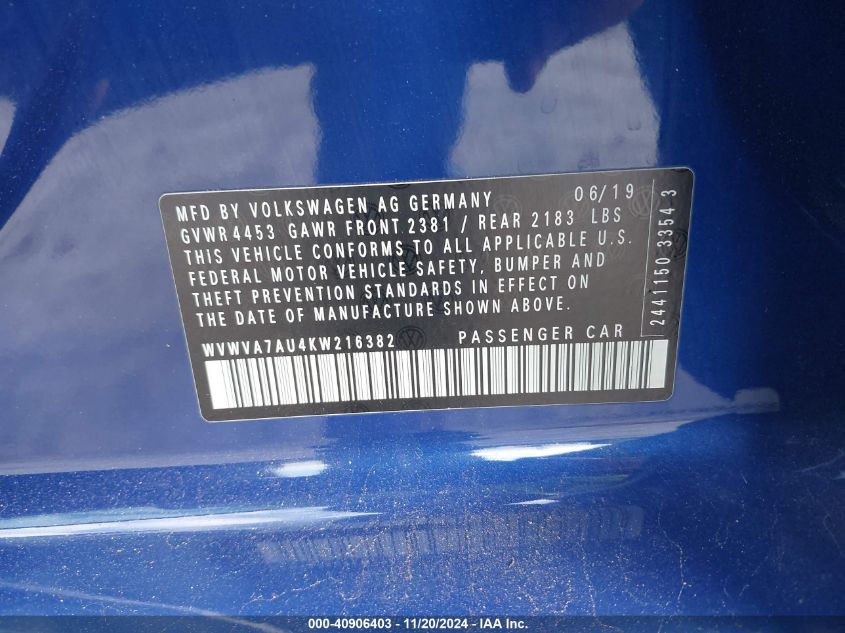 MFD BY VOLKSWAGEN AG GERMANY 06/19
GVWR 4453 GAWR FRONT 2381 / REAR 2183 LBS
THIS VEHICLE CONFORMS TO ALL APPLICABLE U.S.
FEDERAL MOTOR VEHICLE SAFETY, BUMPER AND
THEFT PREVENTION STANDARDS IN EFFECT ON
THE DATE OF MANUFACTURE SHOWN ABOVE.
WVWVA7AU4KW216382 PASSENGER CAR
2441150 3354 3
000-40906403 - 11/20/2024 - IAA Inc.